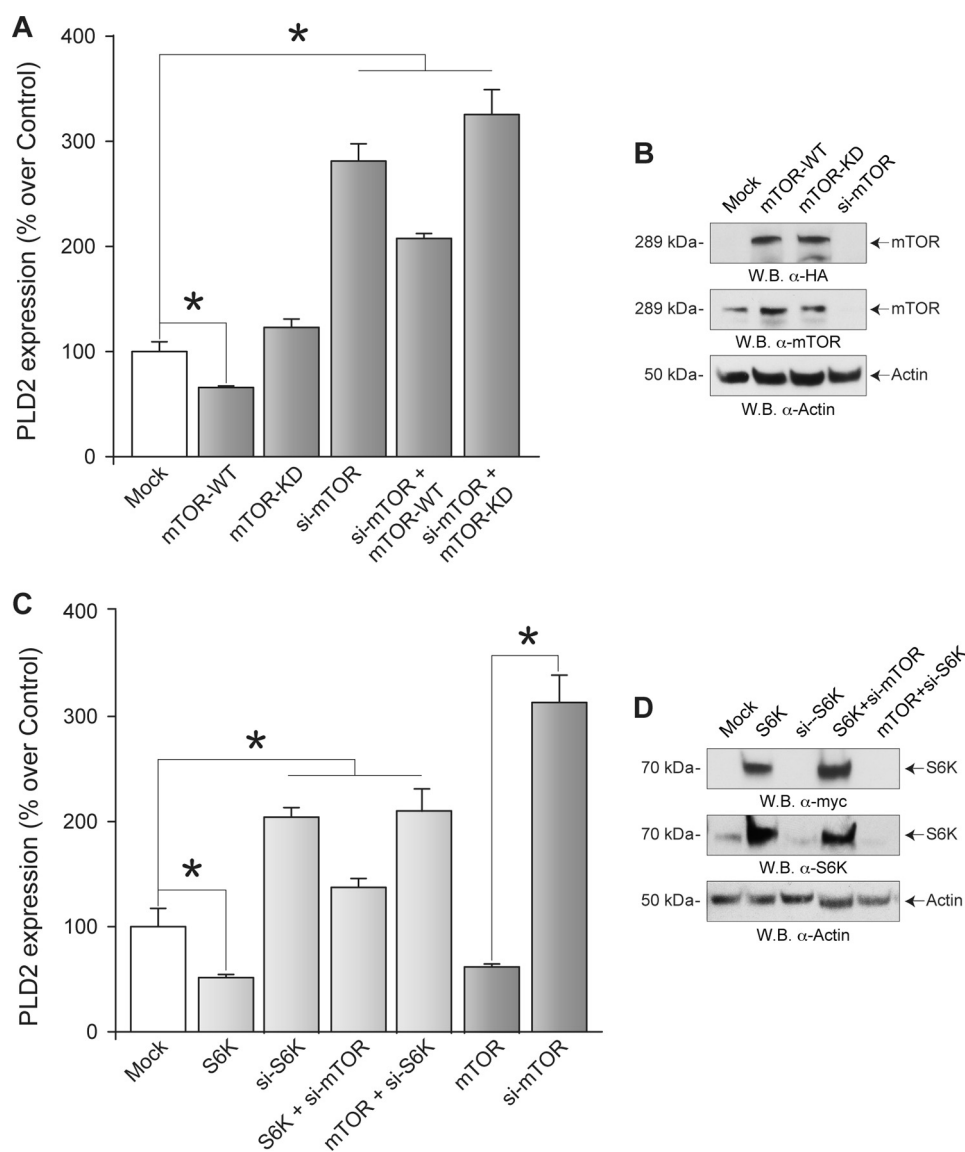 A
400
300
200
100
0
PLD2 expression (% over Control)
*
*
Mock
mTOR-WT
mTOR-KD
si-mTOR
si-mTOR +
mTOR-WT
si-mTOR +
mTOR-KD
B
Mock
mTOR-WT
mTOR-KD
si-mTOR
289 kDa-
mTOR
W.B. α-HA
289 kDa-
mTOR
W.B. α-mTOR
50 kDa-
Actin
W.B. α-Actin
C
400
300
200
100
0
PLD2 expression (% over Control)
*
*
*
Mock
S6K
si-S6K
S6K + si-mTOR
mTOR + si-S6K
mTOR
si-mTOR
D
Mock
S6K
si--S6K
S6K+si-mTOR
mTOR+si-S6K
70 kDa-
S6K
W.B. α-myc
70 kDa-
S6K
W.B. α-S6K
50 kDa-
Actin
W.B. α-Actin